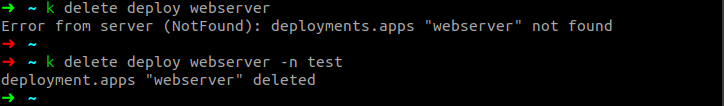 ➜ ~ k delete deploy webserver
Error from server (NotFound): deployments.apps "webserver" not found
➜ ~
➜ ~ k delete deploy webserver -n test
deployment.apps "webserver" deleted
➜ ~